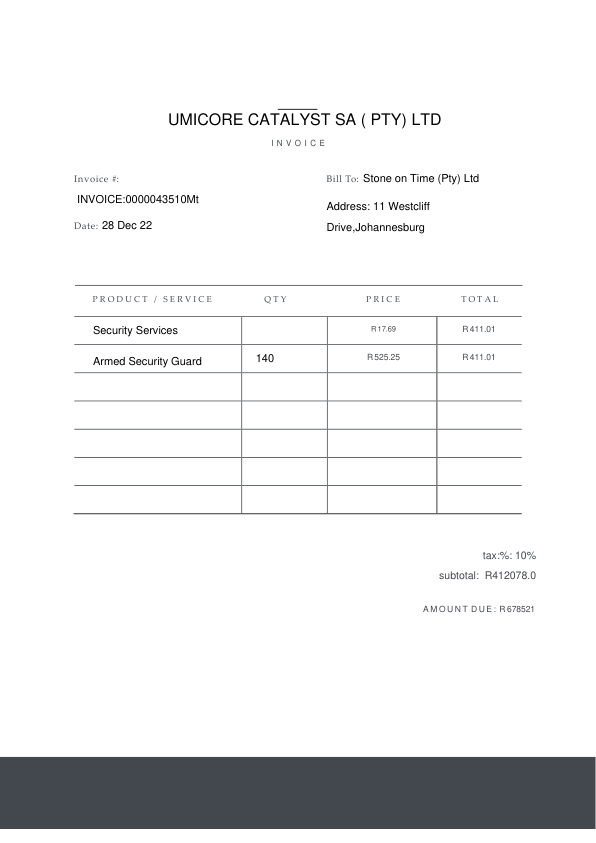 UMICORE CATALYST SA ( PTY) LTD
INVOICE
Invoice #:
INVOICE:0000043510Mt
Date: 28 Dec 22
Bill To: Stone on Time (Pty) Ltd
Address: 11 Westcliff
Drive,Johannesburg
PRODUCT / SERVICE QTY PRICE TOTAL
Security Services R17.69 R411.01
Armed Security Guard 140 R525.25 R411.01
tax:%: 10%
subtotal: R412078.0
AMOUNT DUE: R678521